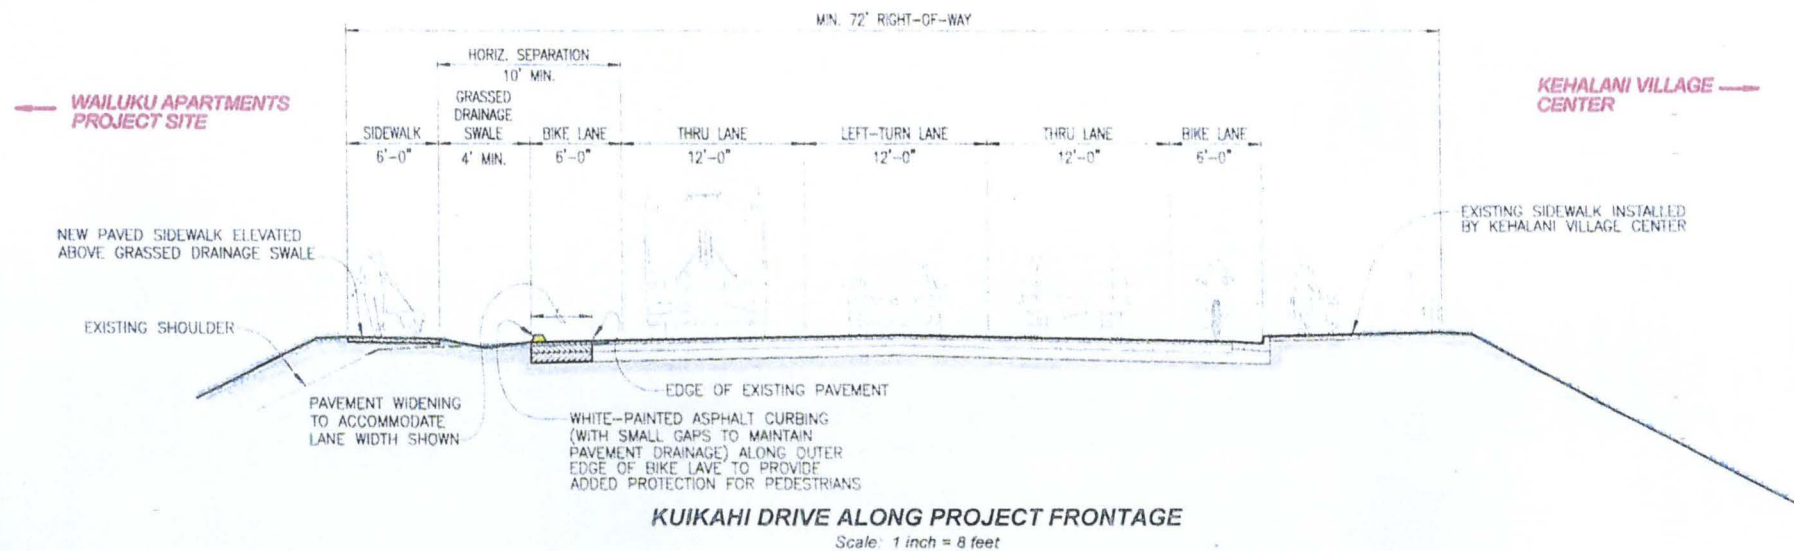 MIN. 72' RIGHT-OF-WAY
HORIZ. SEPARATION
10' MIN.
WAILUKU APARTMENTS
PROJECT SITE
KEHALANI VILLAGE
CENTER
SIDEWALK
6'-0"
GRASSED
DRAINAGE
SWALE
4' MIN.
BIKE LANE
6'-0"
THRU LANE
12'-0"
LEFT-TURN LANE
12'-0"
THRU LANE
12'-0"
BIKE LANE
6'-0"
NEW PAVED SIDEWALK ELEVATED
ABOVE GRASSED DRAINAGE SWALE
EXISTING SIDEWALK INSTALLED
BY KEHALANI VILLAGE CENTER
EXISTING SHOULDER
PAVEMENT WIDENING
TO ACCOMMODATE
LANE WIDTH SHOWN
EDGE OF EXISTING PAVEMENT
WHITE-PAINTED ASPHALT CURBING
(WITH SMALL GAPS TO MAINTAIN
PAVEMENT DRAINAGE) ALONG OUTER
EDGE OF BIKE LAVE TO PROVIDE
ADDED PROTECTION FOR PEDESTRIANS
KUIKAHI DRIVE ALONG PROJECT FRONTAGE
Scale: 1 inch = 8 feet